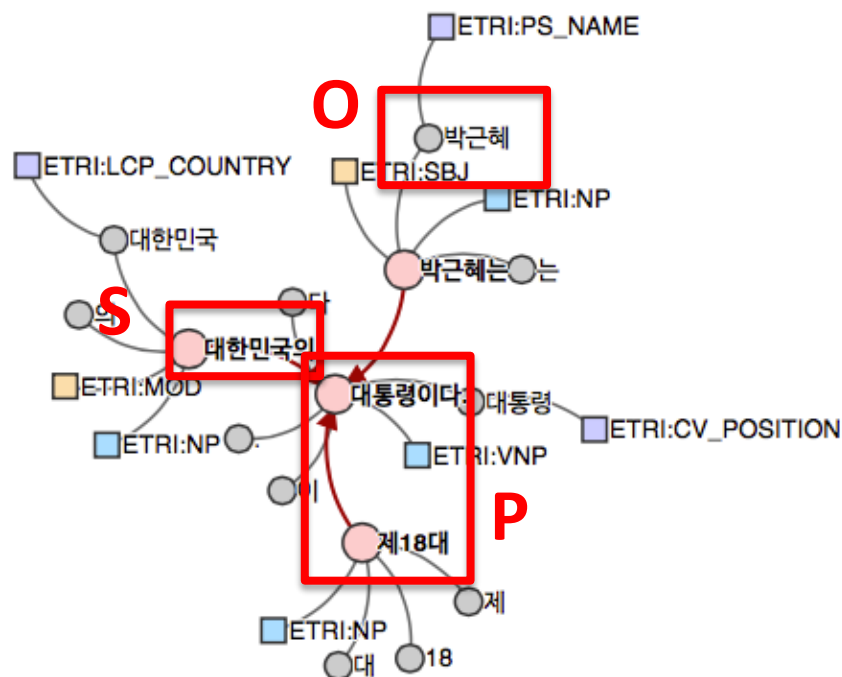 ETRI:PS_NAME
O
박근혜
ETRI:LCP_COUNTRY
ETRI:SBJ
ETRI:NP
대한민국
박근혜는
는
의
S
다
대한민국의
ETRI:MOD
대통령이다.
대통령
ETRI:CV_POSITION
ETRI:NP
.
ETRI:VNP
이
P
제18대
제
ETRI:NP
대
18